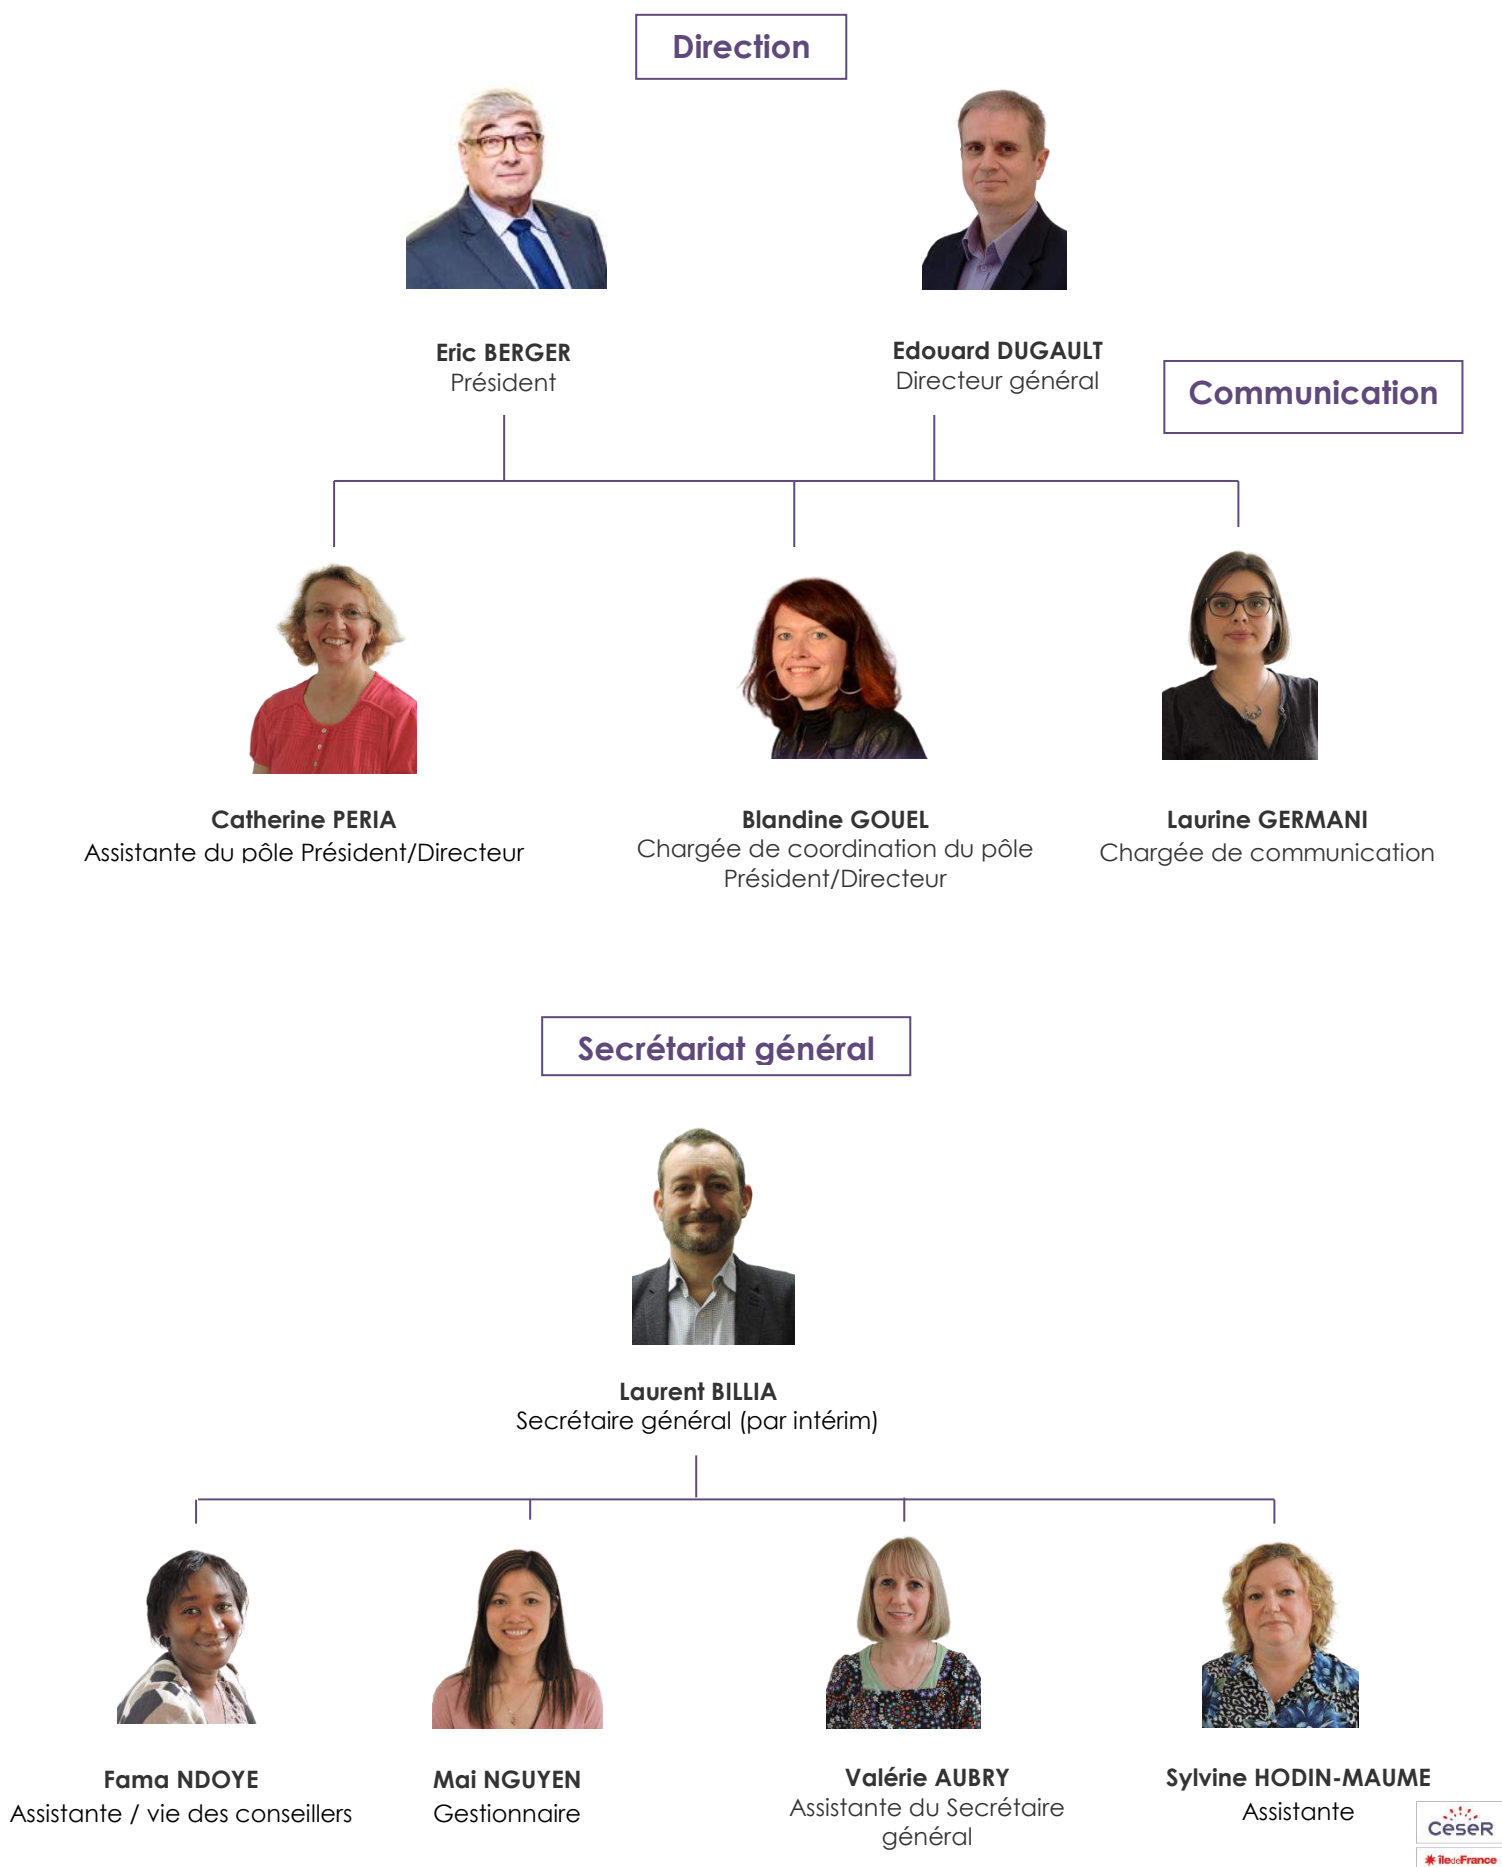 Direction
Eric BERGER
Président
Edouard DUGAULT
Directeur général
Communication
Catherine PERIA
Assistante du pôle Président/Directeur
Blandine GOUEL
Chargée de coordination du pôle
Président/Directeur
Laurine GERMANI
Chargée de communication
Secrétariat général
Laurent BILLIA
Secrétaire général (par intérim)
Fama NDOYE
Assistante / vie des conseillers
Mai NGUYEN
Gestionnaire
Valérie AUBRY
Assistante du Secrétaire
général
Sylvine HODIN-MAUME
Assistante
CeseR
îledeFrance